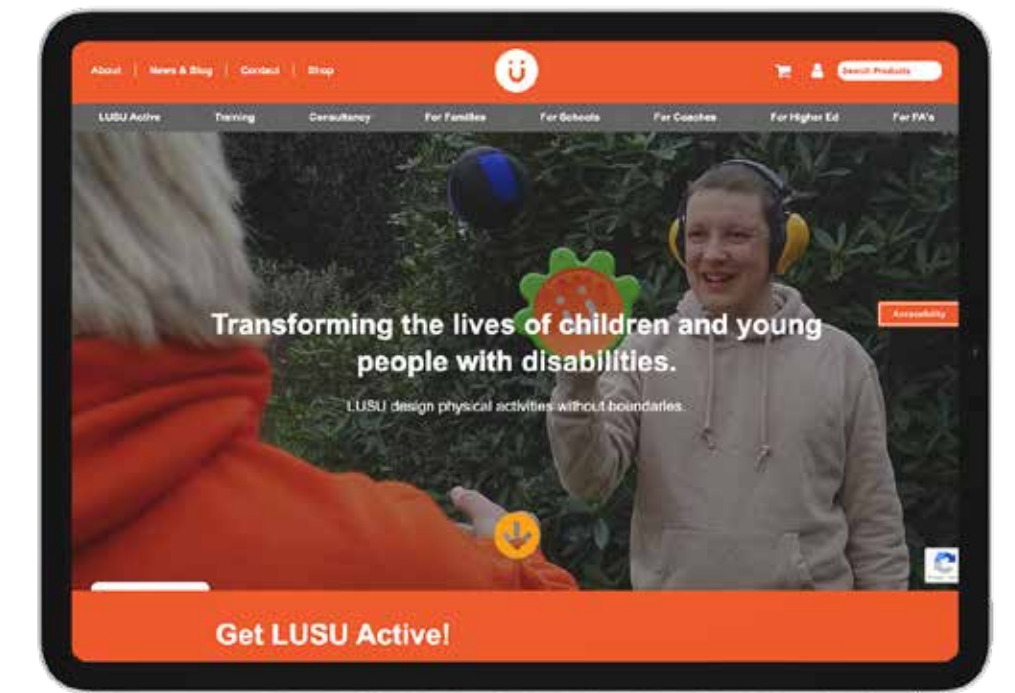 About | News & Blog | Contact | Shop
ü
Search Products
LUSU Active Training Consultancy For Families For Schools For Coaches For Higher Ed For PA's
Transforming the lives of children and young
people with disabilities.
LUSU design physical activities without boundaries.
Accessibility
Get LUSU Active!